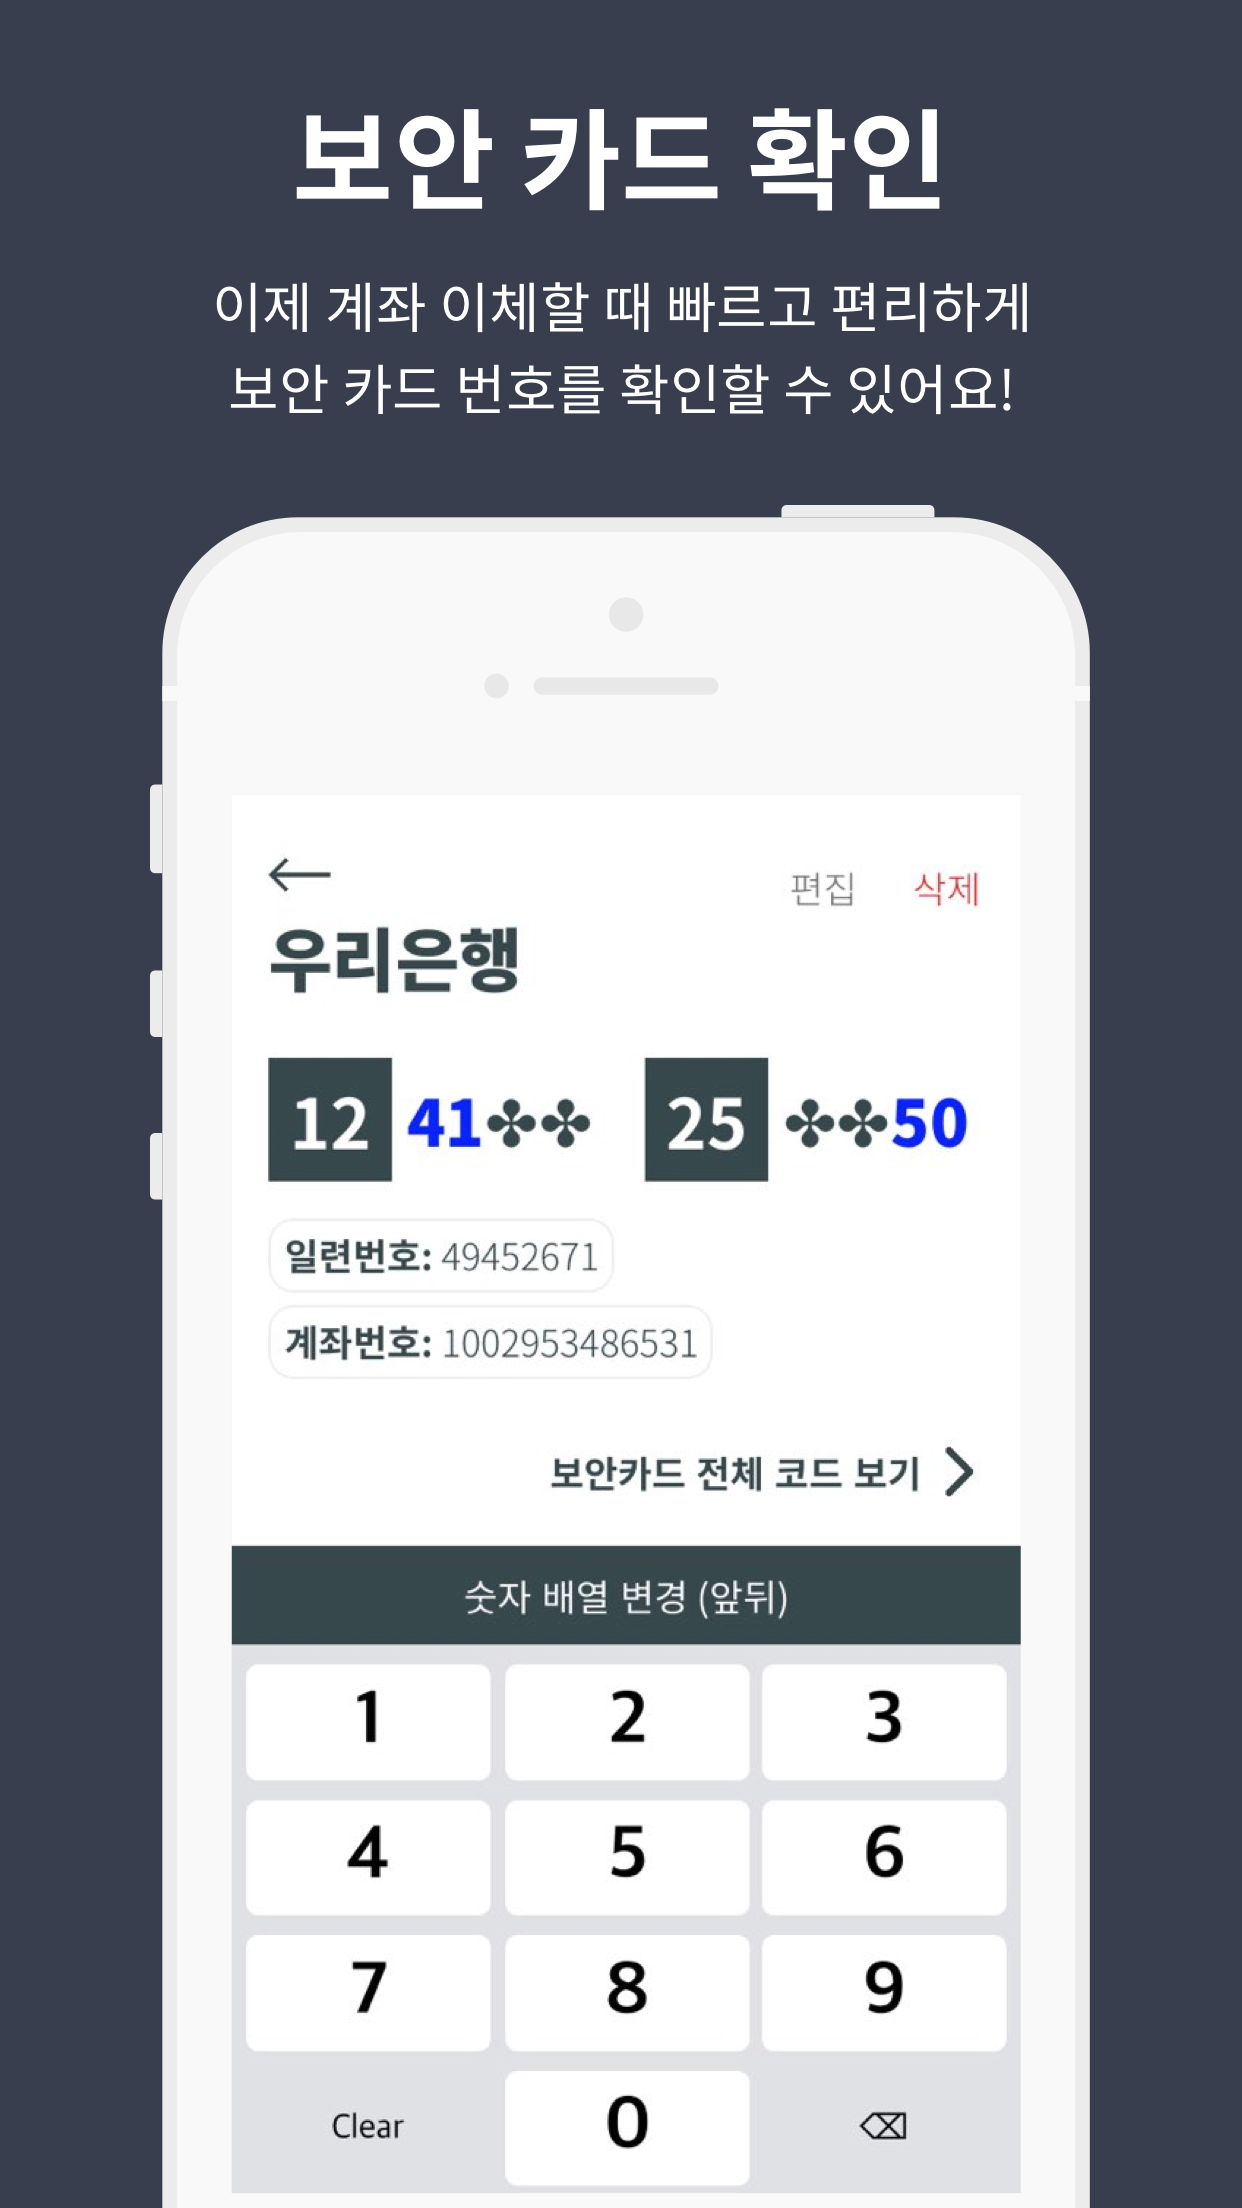 보안 카드 확인
이제 계좌 이체할 때 빠르고 편리하게
보안 카드 번호를 확인할 수 있어요!
편집 삭제
우리은행
12 41✤✤ 25 ✤✤50
일련번호: 49452671
계좌번호: 1002953486531
보안카드 전체 코드 보기
숫자 배열 변경 (앞뒤)
1 2 3
4 5 6
7 8 9
Clear 0 ⌫